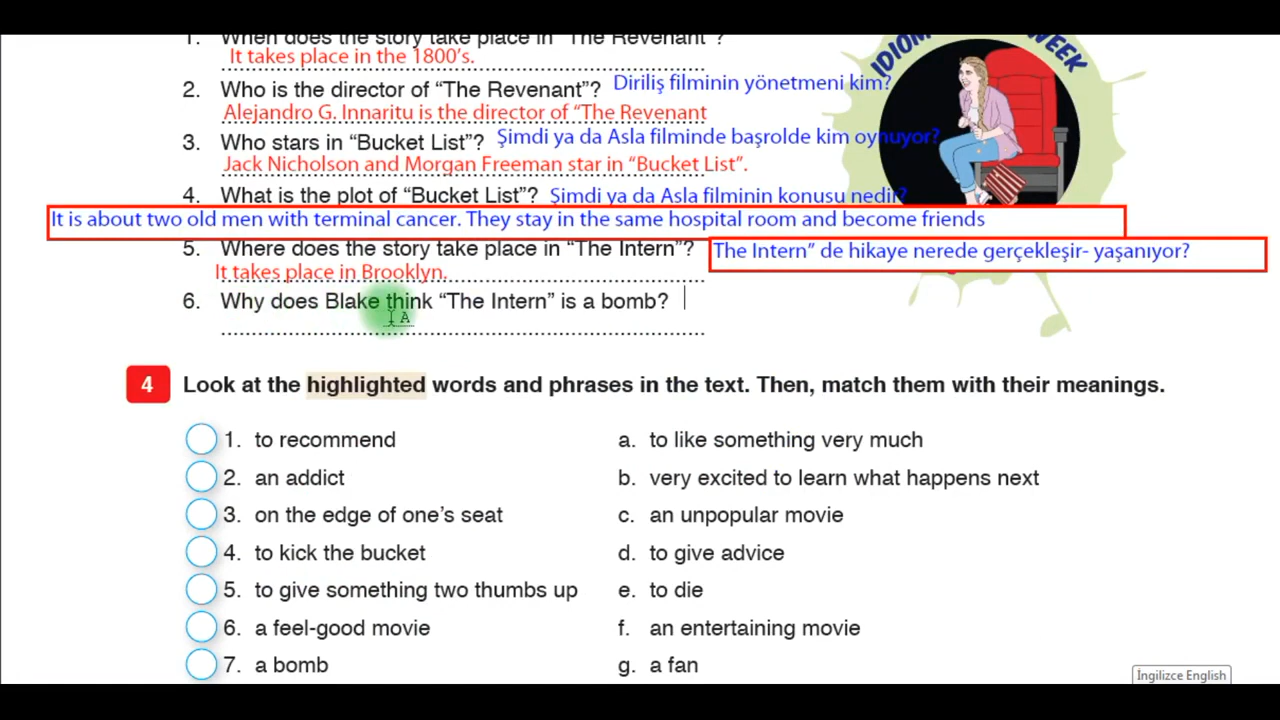 1. When does the story take place in "The Revenant"?
It takes place in the 1800's.
2. Who is the director of "The Revenant"? Diriliş filminin yönetmeni kim?
Alejandro G. Innaritu is the director of "The Revenant
3. Who stars in "Bucket List"? Şimdi ya da Asla filminde başrolde kim oynuyor?
Jack Nicholson and Morgan Freeman star in "Bucket List".
4. What is the plot of "Bucket List"? Şimdi ya da Asla filminin konusu nedir?
It is about two old men with terminal cancer. They stay in the same hospital room and become friends
5. Where does the story take place in "The Intern"? The Intern" de hikaye nerede gerçekleşir- yaşanıyor?
It takes place in Brooklyn.
6. Why does Blake think "The Intern" is a bomb?
IDIOM
WEEK
4 Look at the highlighted words and phrases in the text. Then, match them with their meanings.
1. to recommend a. to like something very much
2. an addict b. very excited to learn what happens next
3. on the edge of one's seat c. an unpopular movie
4. to kick the bucket d. to give advice
5. to give something two thumbs up e. to die
6. a feel-good movie f. an entertaining movie
7. a bomb g. a fan
İngilizce English